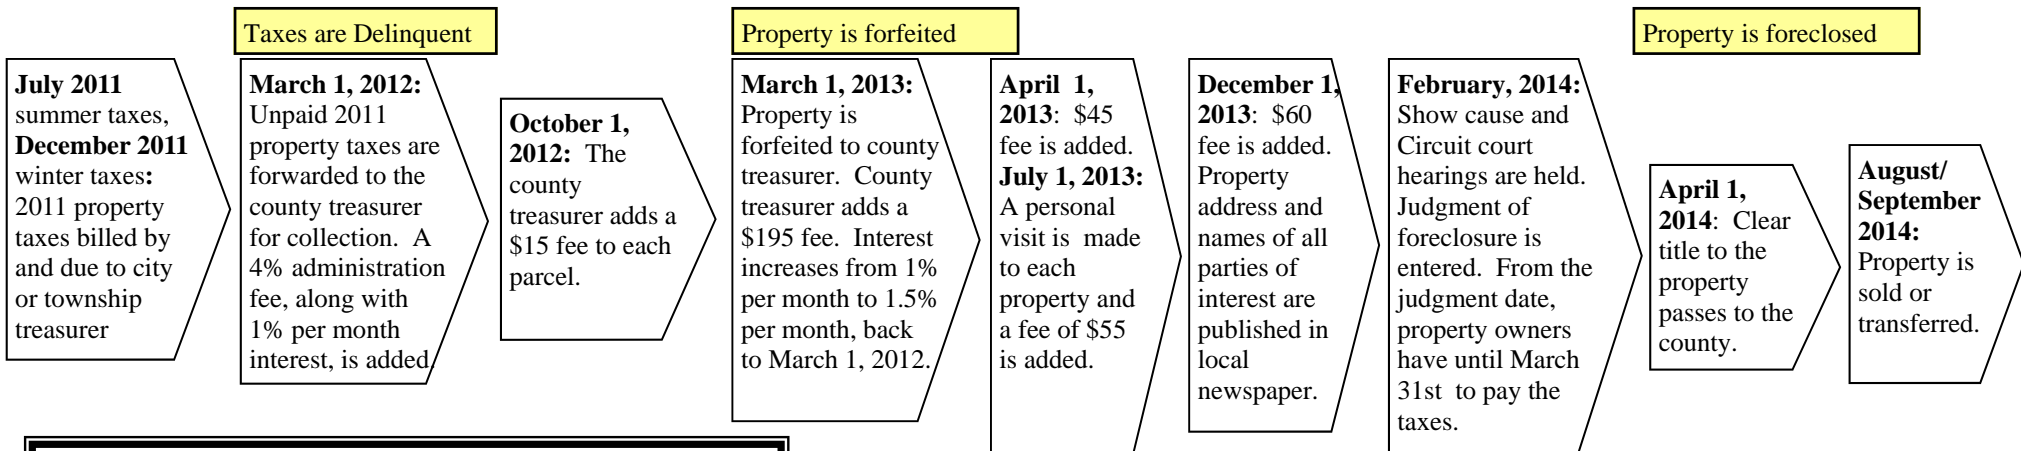 Taxes are Delinquent
Property is forfeited
Property is foreclosed
July 2011
summer taxes,
December 2011
winter taxes:
2011 property
taxes billed by
and due to city
or township
treasurer
March 1, 2012:
Unpaid 2011
property taxes are
forwarded to the
county treasurer
for collection.  A
4% administration
fee, along with
1% per month
interest, is added.
October 1,
2012:  The
county
treasurer adds a
$15 fee to each
parcel.
March 1, 2013:
Property is
forfeited to county
treasurer.  County
treasurer adds a
$195 fee.  Interest
increases from 1%
per month to 1.5%
per month, back
to March 1, 2012.
April  1,
2013:  $45
fee is added.
July 1, 2013:
A personal
visit is  made
to each
property and
a fee of $55
is added.
December 1,
2013:  $60
fee is added.
Property
address and
names of all
parties of
interest are
published in
local
newspaper.
February, 2014:
Show cause and
Circuit court
hearings are held.
Judgment of
foreclosure is
entered.  From the
judgment date,
property owners
have until March
31st  to pay the
taxes.
April 1,
2014:  Clear
title to the
property
passes to the
county.
August/
September
2014:
Property is
sold or
transferred.